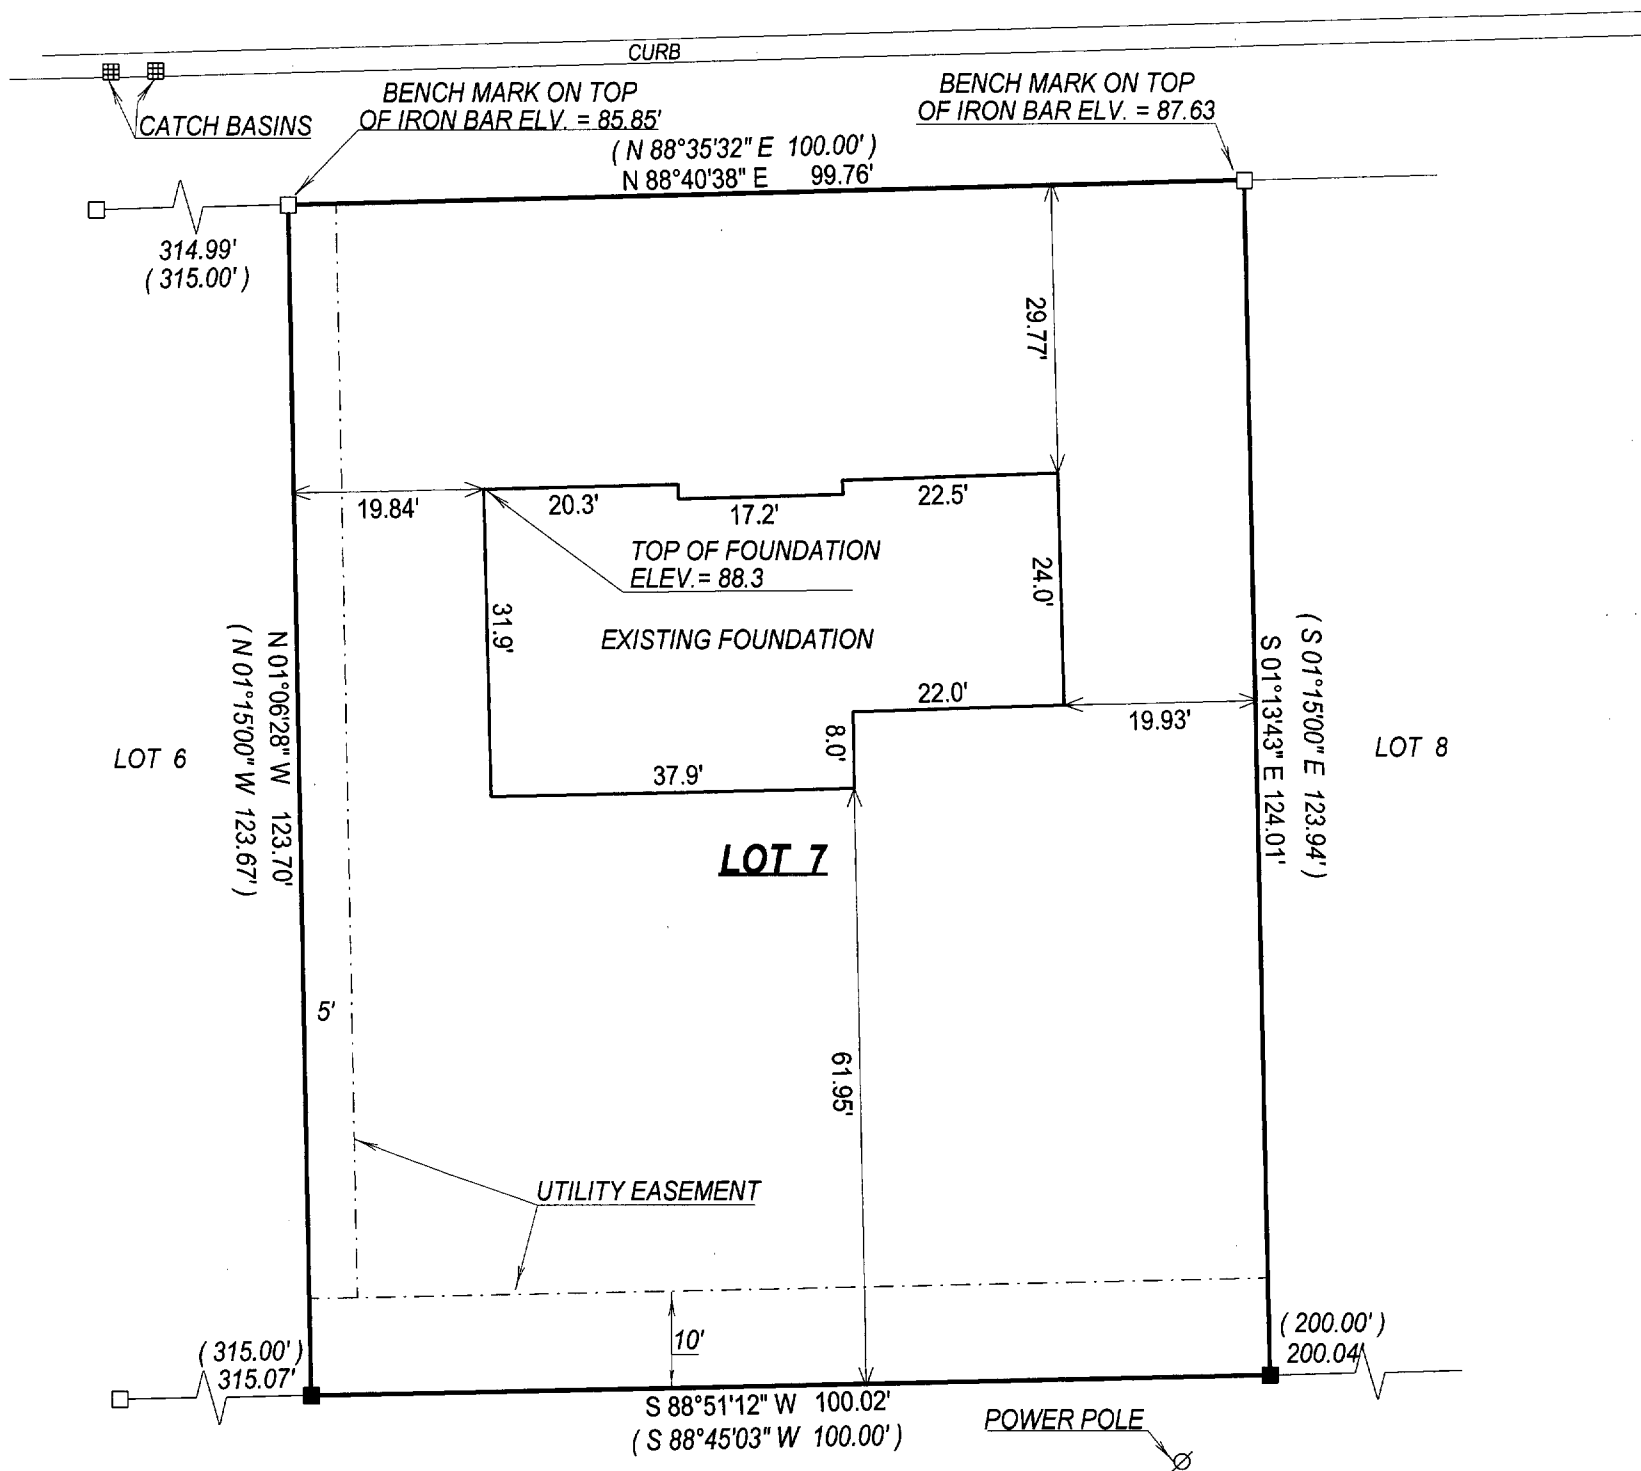 CURB
CATCH BASINS
BENCH MARK ON TOP
OF IRON BAR ELV. = 85.85'
BENCH MARK ON TOP
OF IRON BAR ELV. = 87.63
( N 88°35'32" E 100.00' )
N 88°40'38" E 99.76'
314.99'
( 315.00' )
29.77'
19.84'
20.3'
17.2'
22.5'
TOP OF FOUNDATION
ELEV.= 88.3
24.0'
31.9'
EXISTING FOUNDATION
22.0'
19.93'
8.0'
37.9'
LOT 6
N 01°06'28" W 123.70'
( N 01°15'00" W 123.67' )
( S 01°15'00" E 123.94' )
S 01°13'43" E 124.01'
LOT 8
LOT 7
5'
61.95'
UTILITY EASEMENT
10'
( 315.00' )
315.07'
( 200.00' )
200.04'
S 88°51'12" W 100.02'
( S 88°45'03" W 100.00' )
POWER POLE